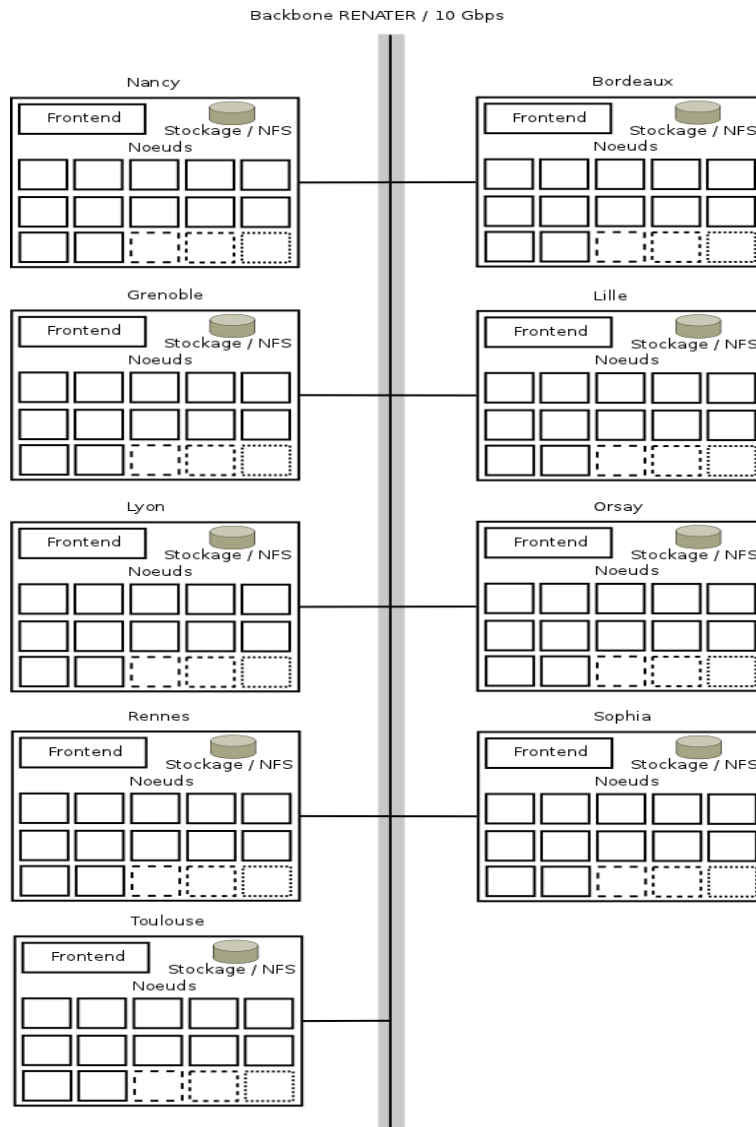 Backbone RENATER / 10 Gbps
Nancy
Frontend
Stockage / NFS
Noeuds
Bordeaux
Frontend
Stockage / NFS
Noeuds
Grenoble
Frontend
Stockage / NFS
Noeuds
Lille
Frontend
Stockage / NFS
Noeuds
Lyon
Frontend
Stockage / NFS
Noeuds
Orsay
Frontend
Stockage / NFS
Noeuds
Rennes
Frontend
Stockage / NFS
Noeuds
Sophia
Frontend
Stockage / NFS
Noeuds
Toulouse
Frontend
Stockage / NFS
Noeuds